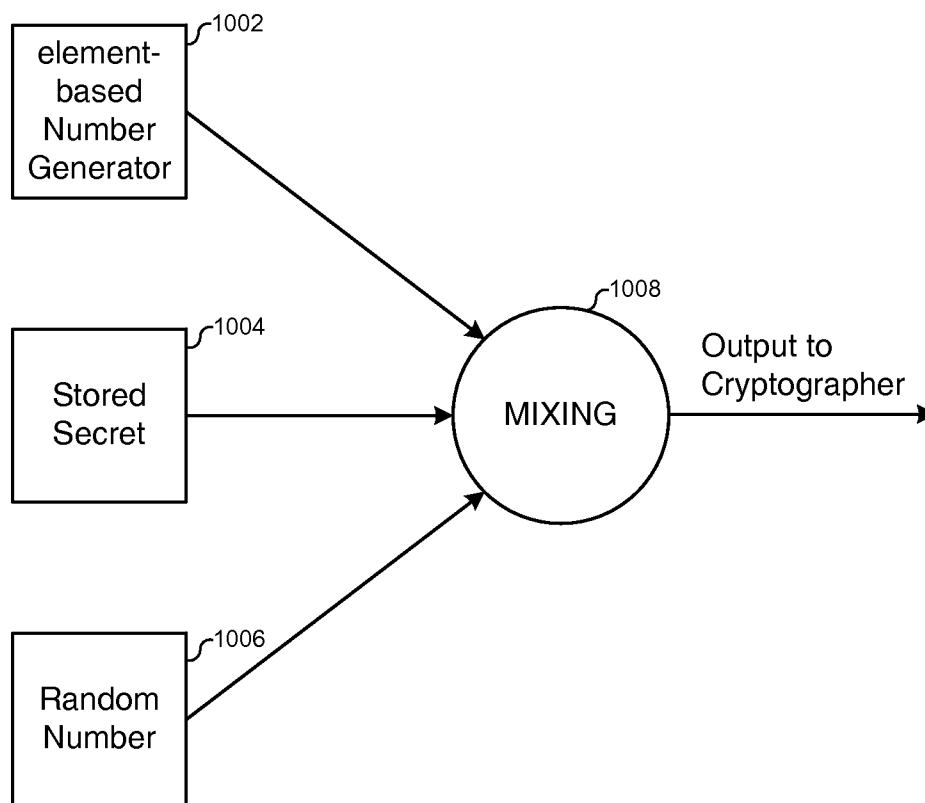 1002
element-
based
Number
Generator
1004
Stored
Secret
1006
Random
Number
1008
MIXING
Output to
Cryptographer